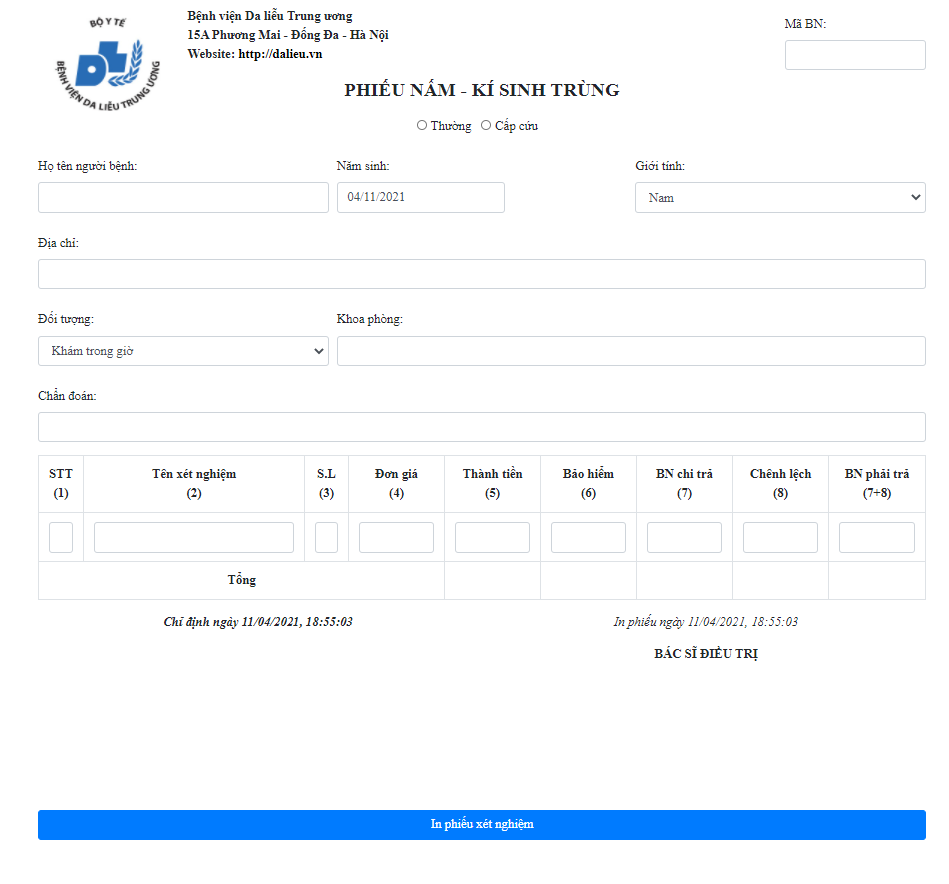 BỘ Y TẾ
BỆNH VIỆN DA LIỄU TRUNG ƯƠNG
Bệnh viện Da liễu Trung ương
15A Phương Mai - Đống Đa - Hà Nội
Website: http://dalieu.vn
Mã BN:
PHIẾU NẤM - KÍ SINH TRÙNG
Thường Cấp cứu
Họ tên người bệnh: Năm sinh: Giới tính:
04/11/2021 Nam
Địa chỉ:
Đối tượng: Khoa phòng:
Khám trong giờ
Chẩn đoán:
STT Tên xét nghiệm S.L Đơn giá Thành tiền Bảo hiểm BN chi trả Chênh lệch BN phải trả
(1) (2) (3) (4) (5) (6) (7) (8) (7+8)
Tổng
Chỉ định ngày 11/04/2021, 18:55:03 In phiếu ngày 11/04/2021, 18:55:03
BÁC SĨ ĐIỀU TRỊ
In phiếu xét nghiệm